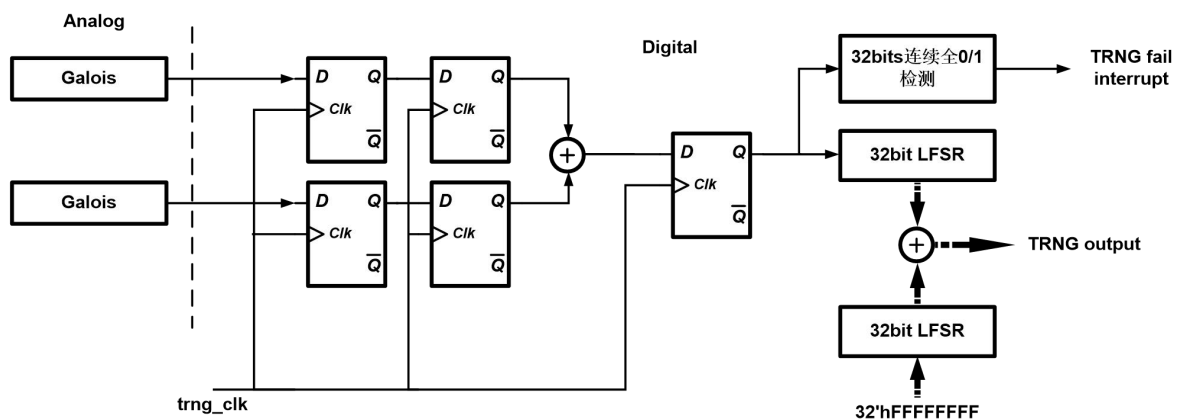 Analog
Digital
Galois
D Q
Clk
Q
D Q
Clk
Q
32bits连续全0/1
检测
TRNG fail
interrupt
D Q
Clk
Q
32bit LFSR
Galois
D Q
Clk
Q
D Q
Clk
Q
+
+
TRNG output
32bit LFSR
trng_clk
32'hFFFFFFFF